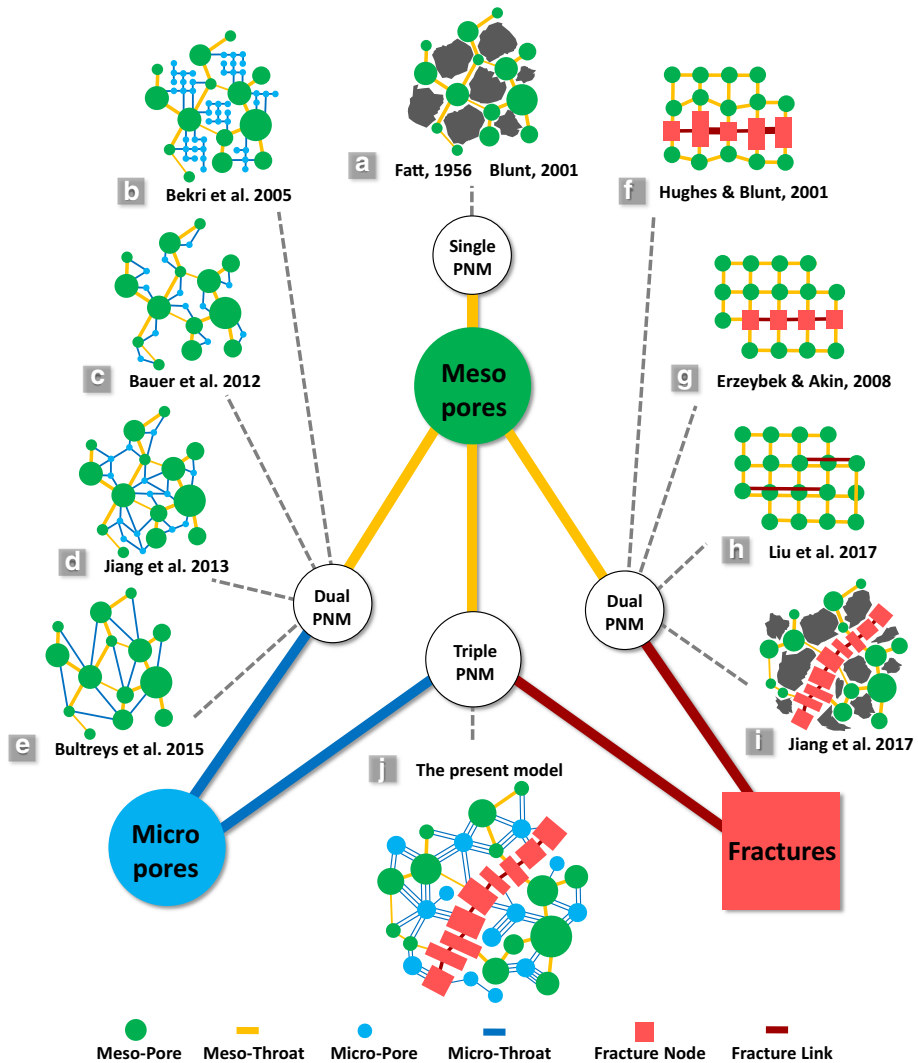 a
Fatt, 1956 Blunt, 2001
b
Bekri et al. 2005
f
Hughes & Blunt, 2001
Single
PNM
c
Bauer et al. 2012
Meso
pores
g
Erzeybek & Akin, 2008
d
Jiang et al. 2013
h
Liu et al. 2017
Dual
PNM
Dual
PNM
Triple
PNM
e
Bultreys et al. 2015
i
Jiang et al. 2017
j
The present model
Micro
pores
Fractures
Meso-Pore
Meso-Throat
Micro-Pore
Micro-Throat
Fracture Node
Fracture Link